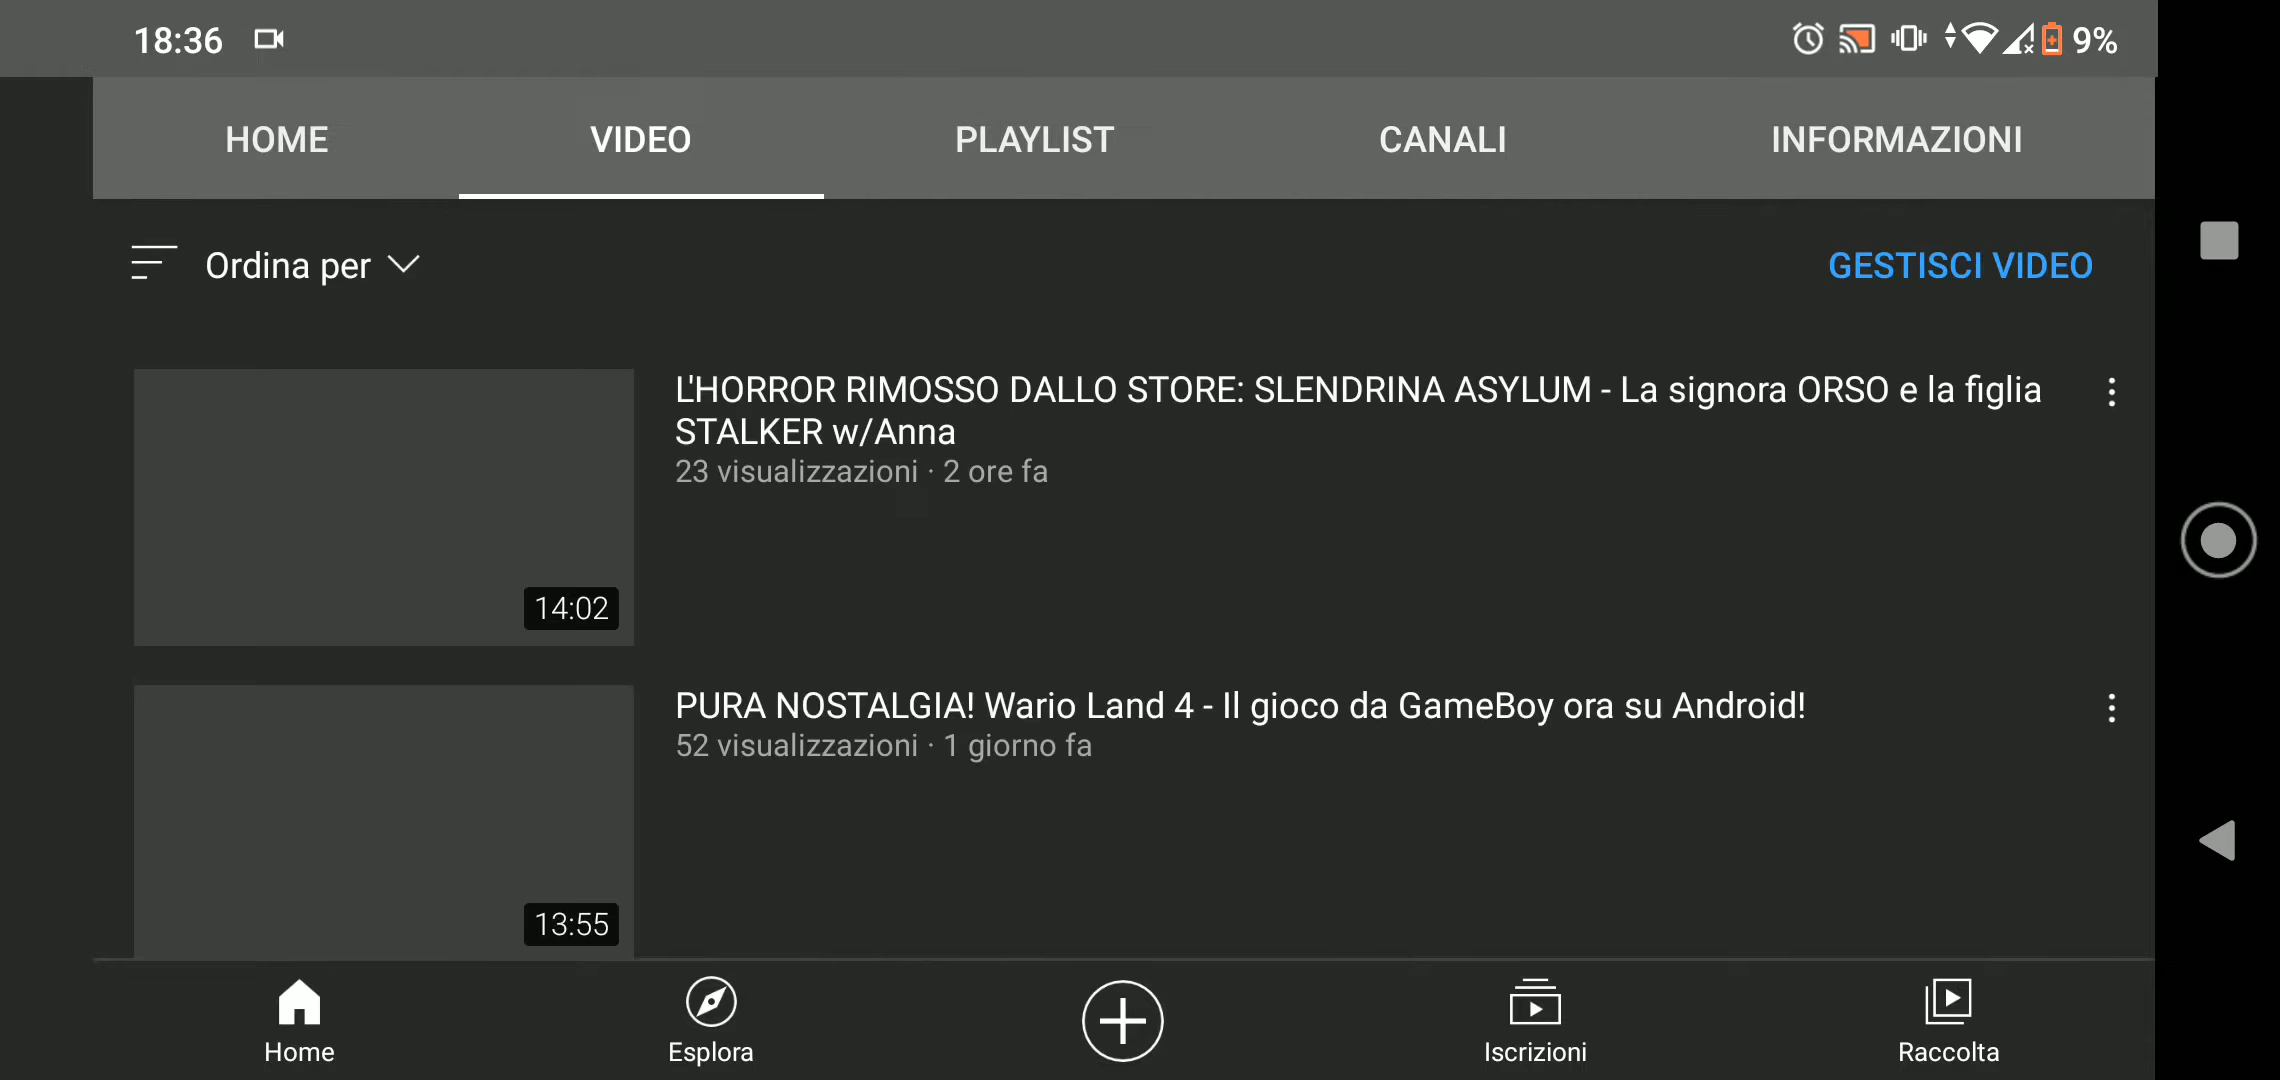 18:36
9%
HOME
VIDEO
PLAYLIST
CANALI
INFORMAZIONI
Ordina per
GESTISCI VIDEO
L'HORROR RIMOSSO DALLO STORE: SLENDRINA ASYLUM - La signora ORSO e la figlia
STALKER w/Anna
23 visualizzazioni · 2 ore fa
14:02
PURA NOSTALGIA! Wario Land 4 - Il gioco da GameBoy ora su Android!
52 visualizzazioni · 1 giorno fa
13:55
Home
Esplora
Iscrizioni
Raccolta